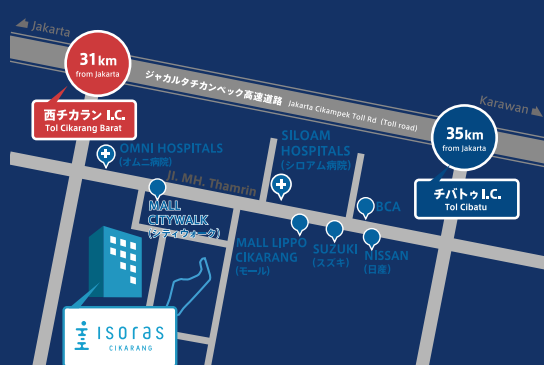 Jakarta
31km
from Jakarta
西チカラン I.C.
Tol Cikarang Barat
ジャカルタチカンペック高速道路 Jakarta Cikampek Toll Rd (Toll road)
Karawang
35km
from Jakarta
チバトゥ I.C.
Tol Cibatu
OMNI HOSPITALS
(オムニ病院)
SILOAM
HOSPITALS
(シロアム病院)
Jl. MH. Thamrin
MALL
CITYWALK
(シティウォーク)
BCA
MALL LIPPO
CIKARANG
(モール)
SUZUKI
(スズキ)
NISSAN
(日産)
isoras
CIKARANG